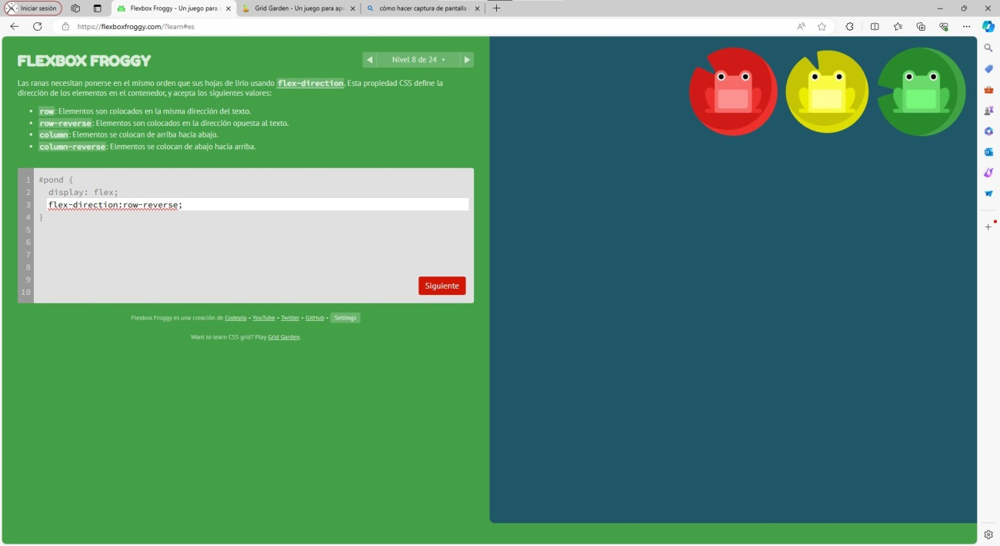 Iniciar sesión
Flexbox Froggy - Un juego para
Grid Garden - Un juego para apr
cómo hacer captura de pantalla
https://flexboxfroggy.com/?learn#es
FLEXBOX FROGGY
Nivel 8 de 24
Las ranas necesitan ponerse en el mismo orden que sus hojas de lirio usando flex-direction. Esta propiedad CSS define la
dirección de los elementos en el contenedor, y acepta los siguientes valores:
• row: Elementos son colocados en la misma dirección del texto.
• row-reverse: Elementos son colocados en la dirección opuesta al texto.
• column: Elementos se colocan de arriba hacia abajo.
• column-reverse: Elementos se colocan de abajo hacia arriba.
1 #pond {
2 display: flex;
3 flex-direction:row-reverse;
4 }
5
6
7
8
9
10
Siguiente
Flexbox Froggy es una creación de Codepip • YouTube • Twitter • GitHub • Settings
Want to learn CSS grid? Play Grid Garden.